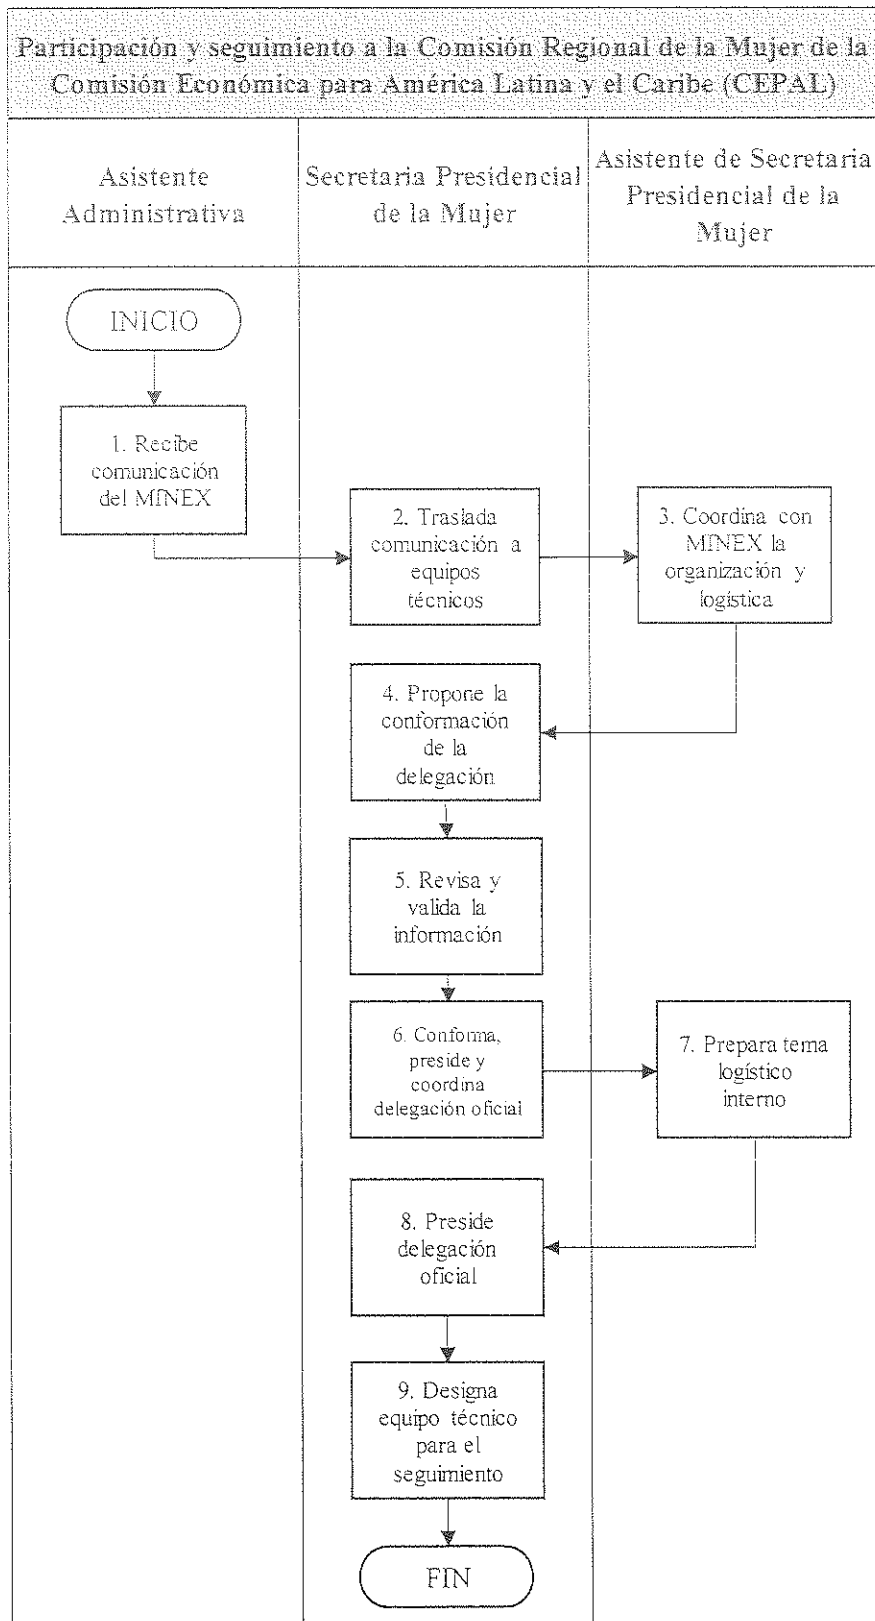 Participación y seguimiento a la Comisión Regional de la Mujer de la
Comisión Económica para América Latina y el Caribe (CEPAL)
Asistente
Administrativa
Secretaria Presidencial
de la Mujer
Asistente de Secretaria
Presidencial de la
Mujer
INICIO
1. Recibe
comunicación
del MINEX
2. Traslada
comunicación a
equipos
técnicos
3. Coordina con
MINEX la
organización y
logística
4. Propone la
conformación
de la
delegación
5. Revisa y
valida la
información
6. Conforma,
preside y
coordina
delegación oficial
7. Prepara tema
logístico
interno
8. Preside
delegación
oficial
9. Designa
equipo técnico
para el
seguimiento
FIN